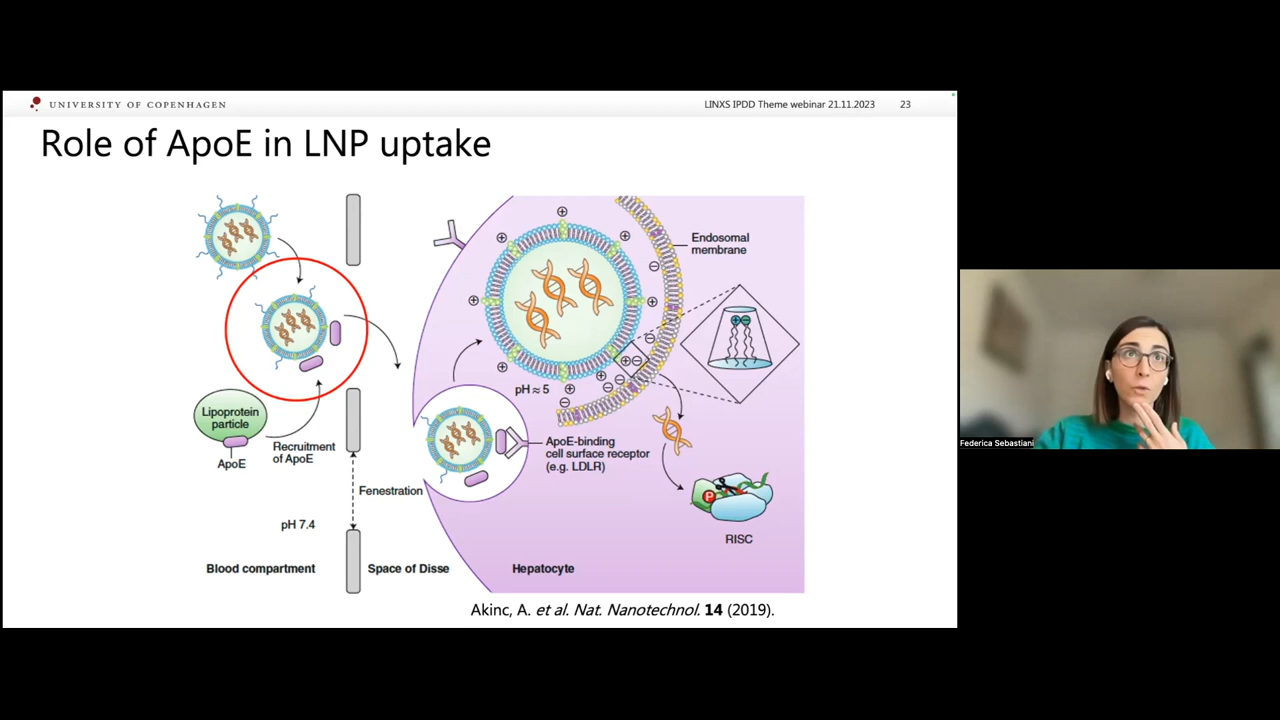 UNIVERSITY OF COPENHAGEN
LINXS IPDD Theme webinar 21.11.2023
23
Role of ApoE in LNP uptake
Endosomal
membrane
pH ≈ 5
Lipoprotein
particle
ApoE
Recruitment
of ApoE
ApoE-binding
cell surface receptor
(e.g. LDLR)
Fenestration
P
RISC
pH 7.4
Blood compartment
Space of Disse
Hepatocyte
Akinc, A. et al. Nat. Nanotechnol. 14 (2019).
Federica Sebastiani